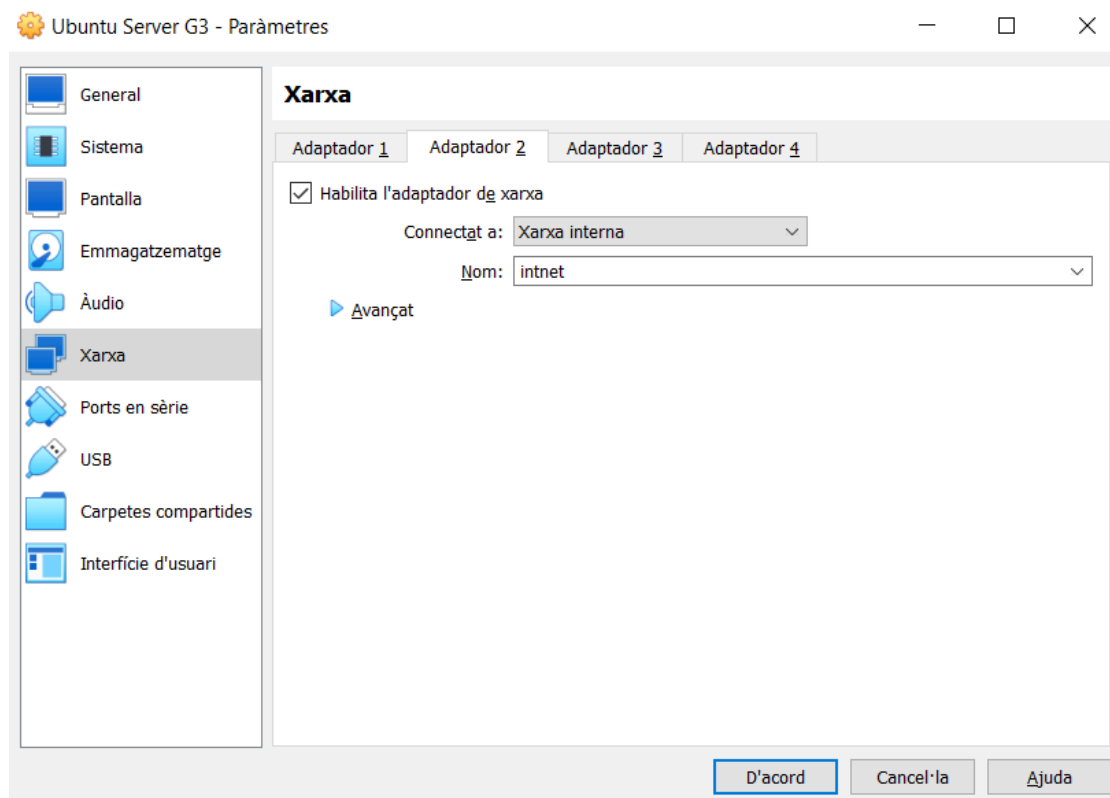 Ubuntu Server G3 - Paràmetres
General
Sistema
Pantalla
Emmagatzematge
Àudio
Xarxa
Ports en sèrie
USB
Carpetes compartides
Interfície d'usuari
Xarxa
Adaptador 1 Adaptador 2 Adaptador 3 Adaptador 4
Habilita l'adaptador de xarxa
Connectat a: Xarxa interna
Nom: intnet
Avançat
D'acord Cancel·la Ajuda